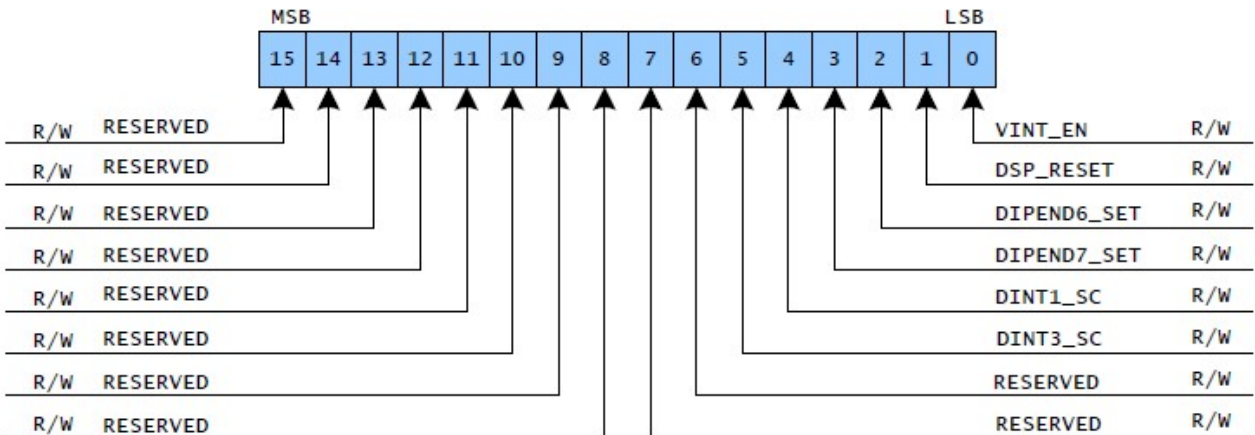 MSB LSB
15 14 13 12 11 10 9 8 7 6 5 4 3 2 1 0
R/W RESERVED VINT_EN R/W
R/W RESERVED DSP_RESET R/W
R/W RESERVED DIPEND6_SET R/W
R/W RESERVED DIPEND7_SET R/W
R/W RESERVED DINT1_SC R/W
R/W RESERVED DINT3_SC R/W
R/W RESERVED RESERVED R/W
R/W RESERVED RESERVED R/W